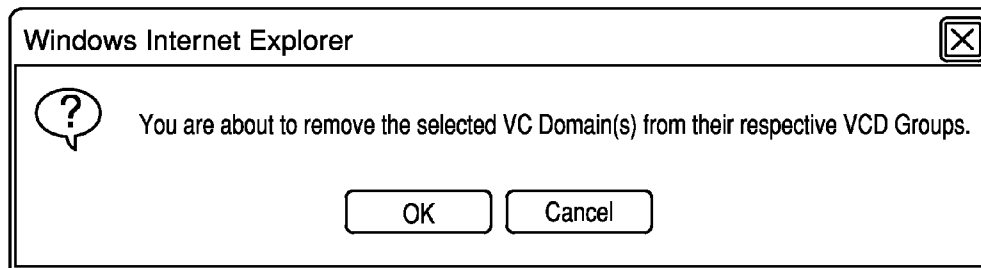 Windows Internet Explorer
?
You are about to remove the selected VC Domain(s) from their respective VCD Groups.
OK
Cancel